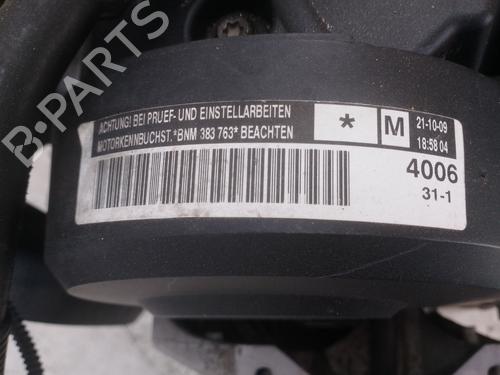 B-PARTS
ACHTUNG! BEI PRUEF- UND EINSTELLARBEITEN
MOTORKENNBUCHST. *BNM 383 763* BEACHTEN
*
M
21-10-09
18:58 04
4006
31-1